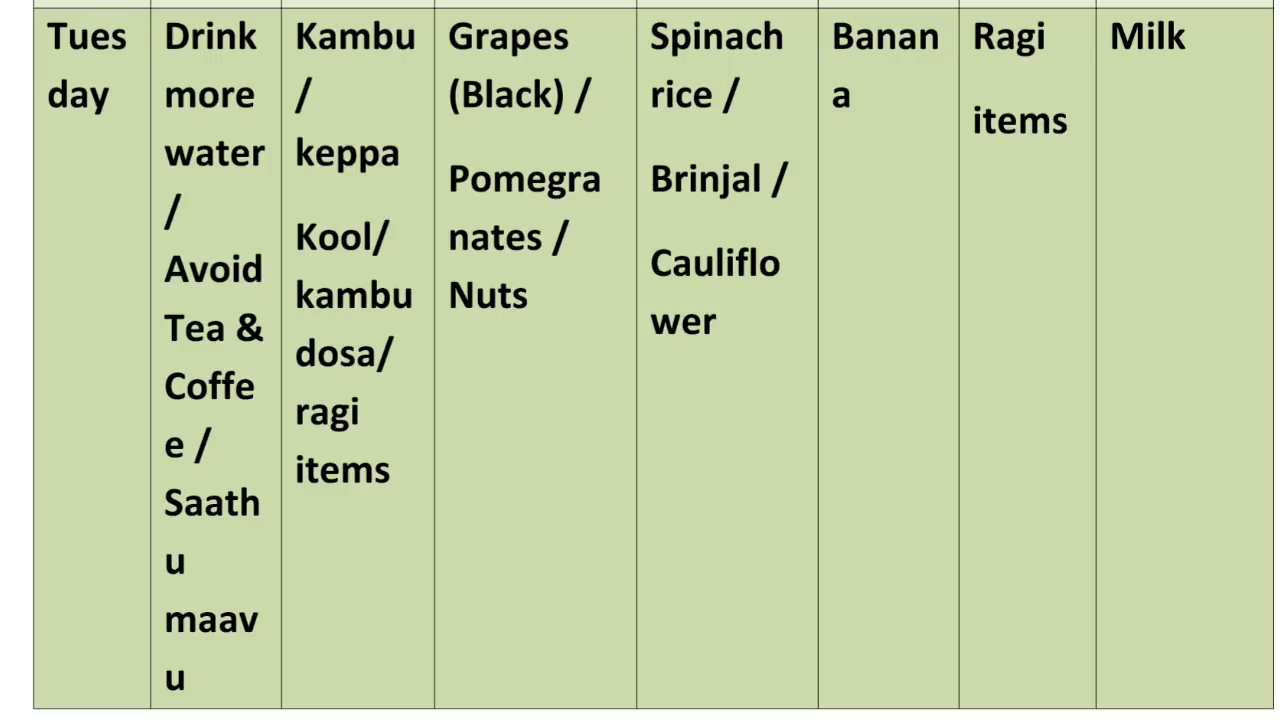 Tues
day
Drink
more
water
/
Avoid
Tea &
Coffe
e /
Saath
u
maav
u
Kambu
/
keppa
Kool/
kambu
dosa/
ragi
items
Grapes
(Black) /
Pomegra
nates /
Nuts
Spinach
rice /
Brinjal /
Cauliflo
wer
Banan
a
Ragi
items
Milk